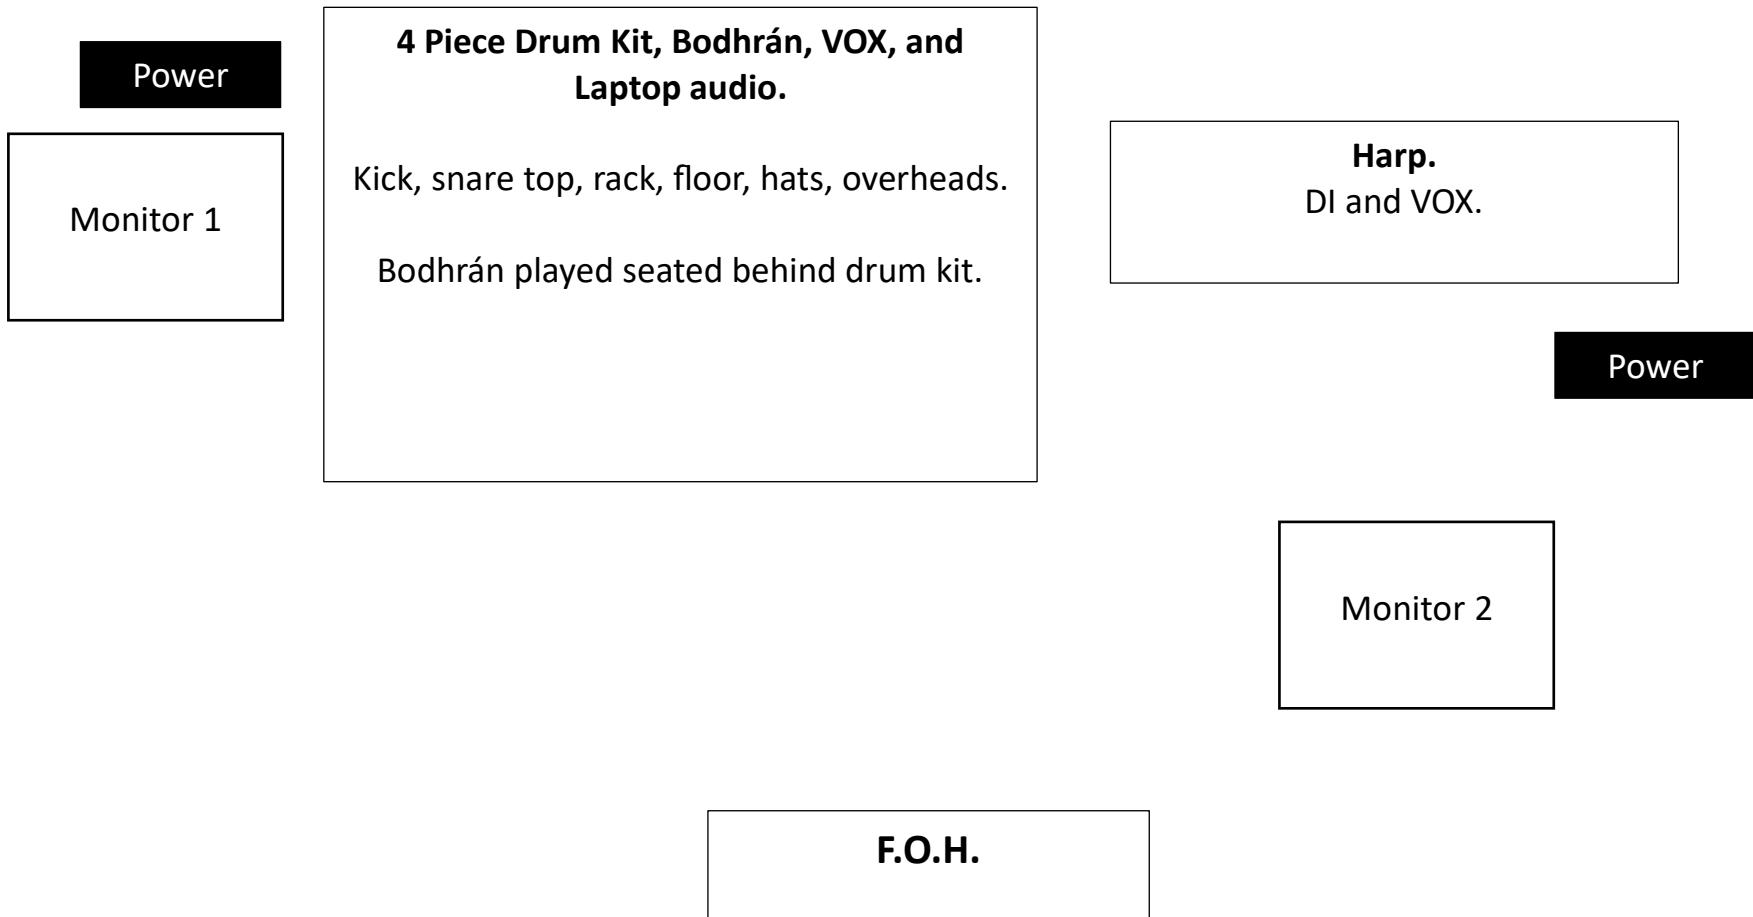 Power
Monitor 1
4 Piece Drum Kit, Bodhrán, VOX, and
Laptop audio.
Kick, snare top, rack, floor, hats, overheads.
Bodhrán played seated behind drum kit.
Harp.
DI and VOX.
Power
Monitor 2
F.O.H.